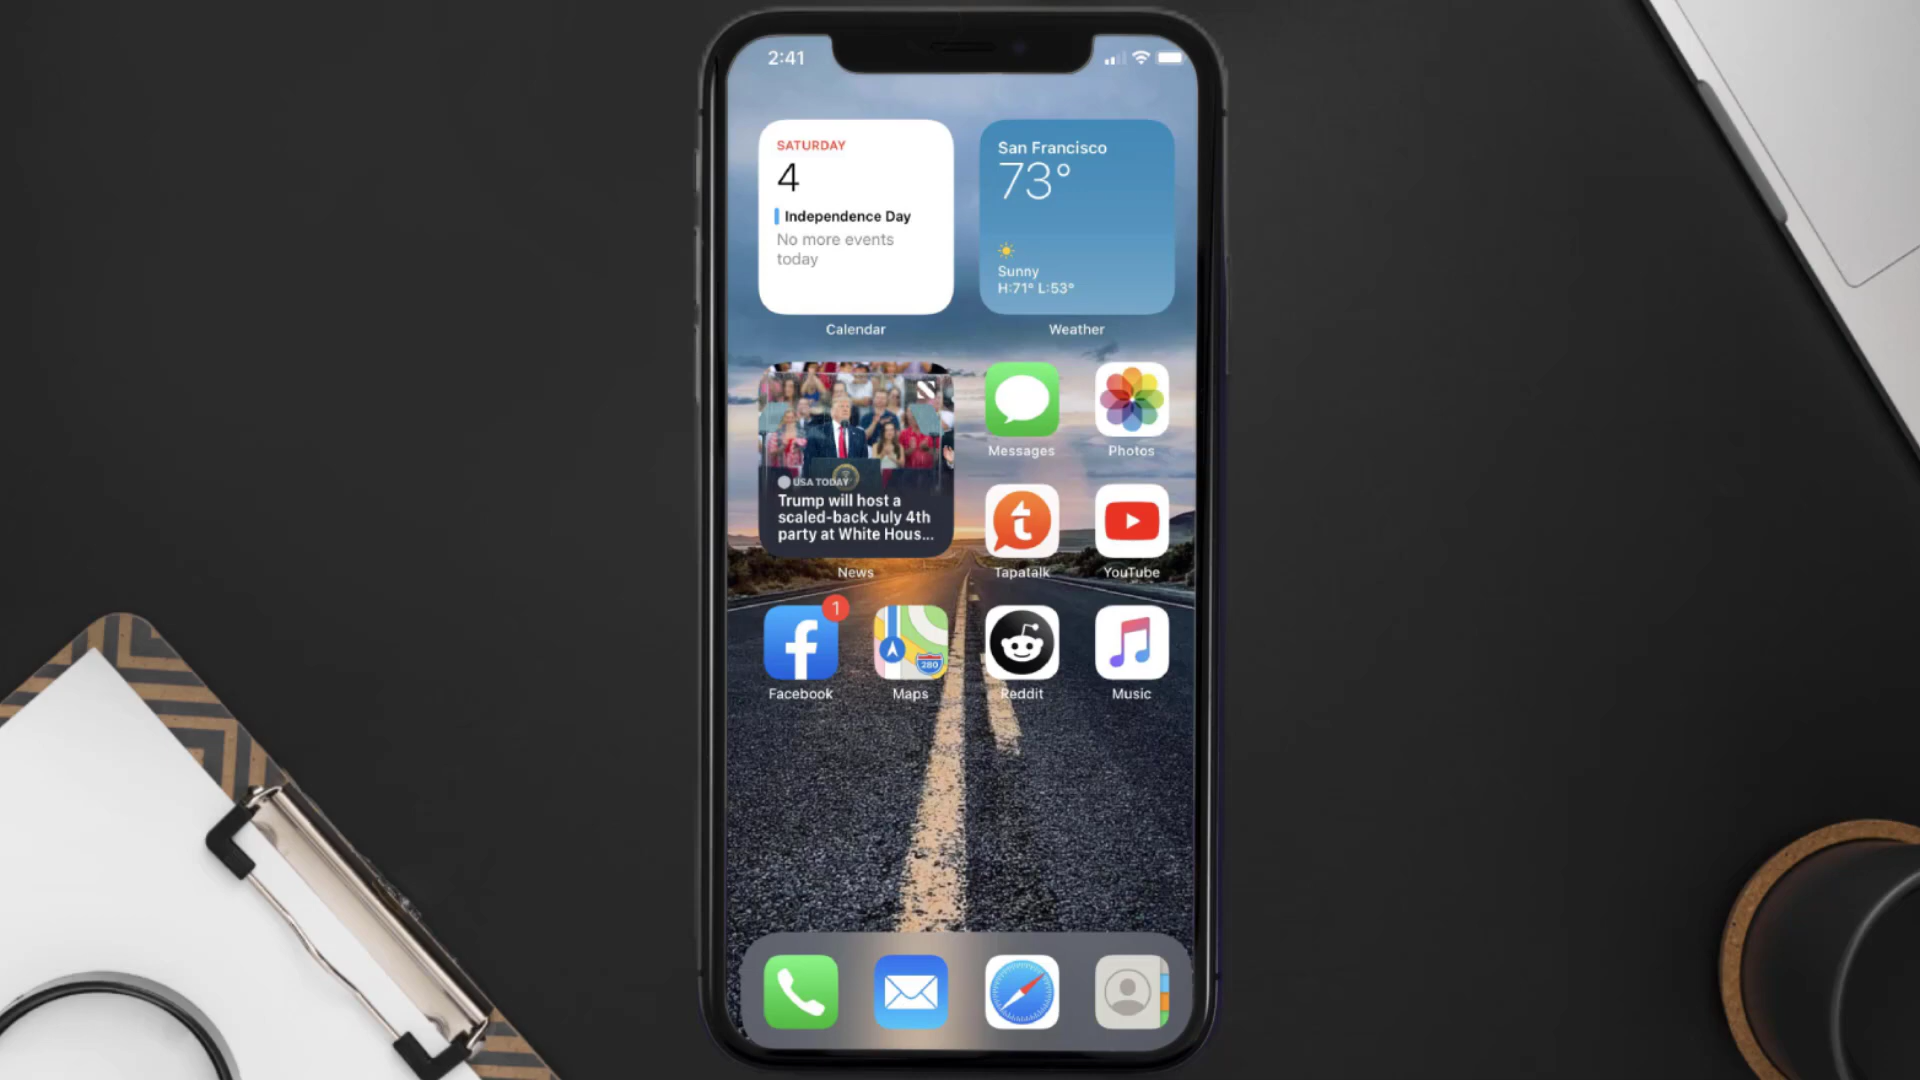 2:41
SATURDAY
4
Independence Day
No more events
today
Calendar
San Francisco
73°
Sunny
H:71° L:53°
Weather
USA TODAY
Trump will host a
scaled-back July 4th
party at White Hous...
News
Messages
Photos
Tapatalk
YouTube
1
Facebook
280
Maps
Reddit
Music